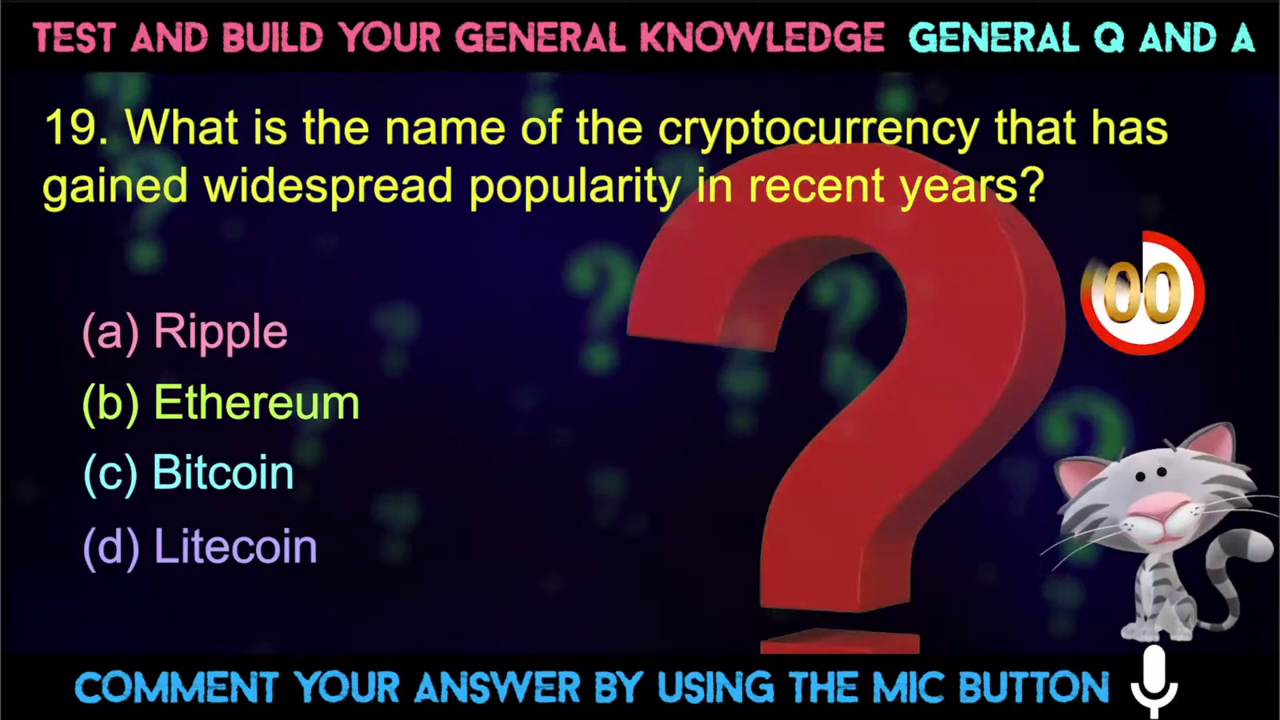 TEST AND BUILD YOUR GENERAL KNOWLEDGE GENERAL Q AND A
19. What is the name of the cryptocurrency that has
gained widespread popularity in recent years?
00
(a) Ripple
(b) Ethereum
(c) Bitcoin
(d) Litecoin
COMMENT YOUR ANSWER BY USING THE MIC BUTTON